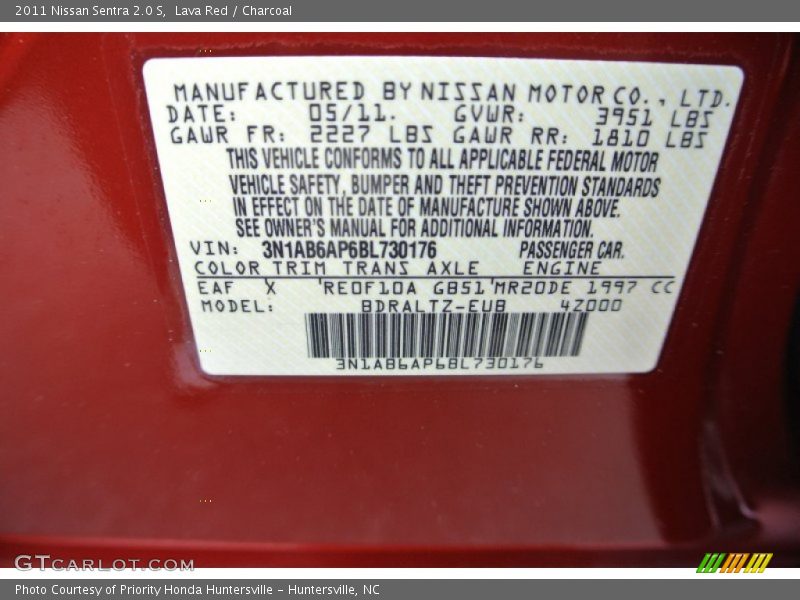 2011 Nissan Sentra 2.0 S,  Lava Red / Charcoal
MANUFACTURED BY NISSAN MOTOR CO., LTD.
DATE: 05/11. GVWR: 3951 LBS
GAWR FR: 2227 LBS GAWR RR: 1810 LBS
THIS VEHICLE CONFORMS TO ALL APPLICABLE FEDERAL MOTOR
VEHICLE SAFETY, BUMPER AND THEFT PREVENTION STANDARDS
IN EFFECT ON THE DATE OF MANUFACTURE SHOWN ABOVE.
SEE OWNER'S MANUAL FOR ADDITIONAL INFORMATION.
VIN: 3N1AB6AP6BL730176 PASSENGER CAR.
COLOR TRIM TRANS AXLE ENGINE
EAF X 'RE0F10A GB51'MR20DE 1997 CC
MODEL: BDRALTZ-EUB 4Z000
3N1AB6AP6BL730176
GTCARLOT.COM
Photo Courtesy of Priority Honda Huntersville – Huntersville, NC